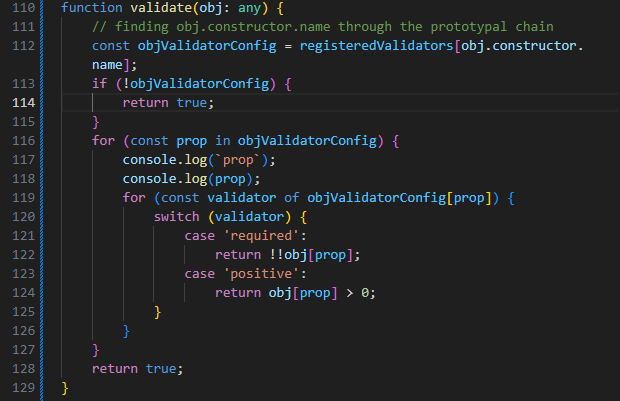 110 function validate(obj: any) {
111     // finding obj.constructor.name through the prototypal chain
112     const objValidatorConfig = registeredValidators[obj.constructor.
        name];
113     if (!objValidatorConfig) {
114         return true;
115     }
116     for (const prop in objValidatorConfig) {
117         console.log(`prop`);
118         console.log(prop);
119         for (const validator of objValidatorConfig[prop]) {
120             switch (validator) {
121                 case 'required':
122                     return !!obj[prop];
123                 case 'positive':
124                     return obj[prop] > 0;
125             }
126         }
127     }
128     return true;
129 }